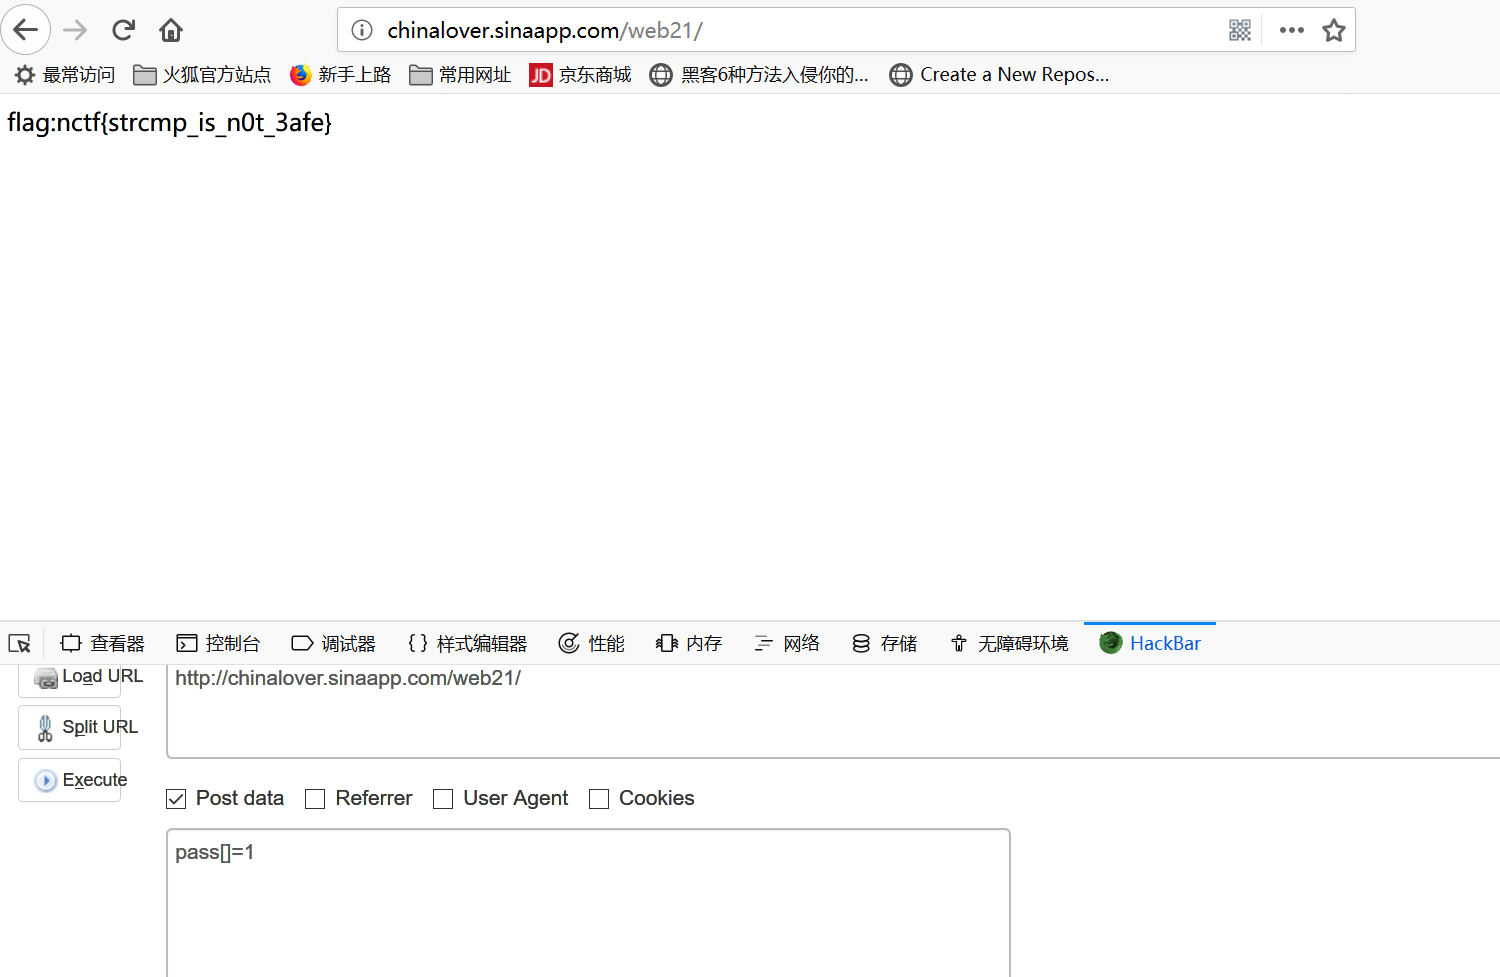 chinalover.sinaapp.com/web21/
最常访问 火狐官方站点 新手上路 常用网址 JD 京东商城 黑客6种方法入侵你的... Create a New Repos...
flag:nctf{strcmp_is_n0t_3afe}
查看器 控制台 调试器 {} 样式编辑器 性能 内存 网络 存储 无障碍环境 HackBar
Load URL http://chinalover.sinaapp.com/web21/
Split URL
Execute
Post data Referrer User Agent Cookies
pass[]=1